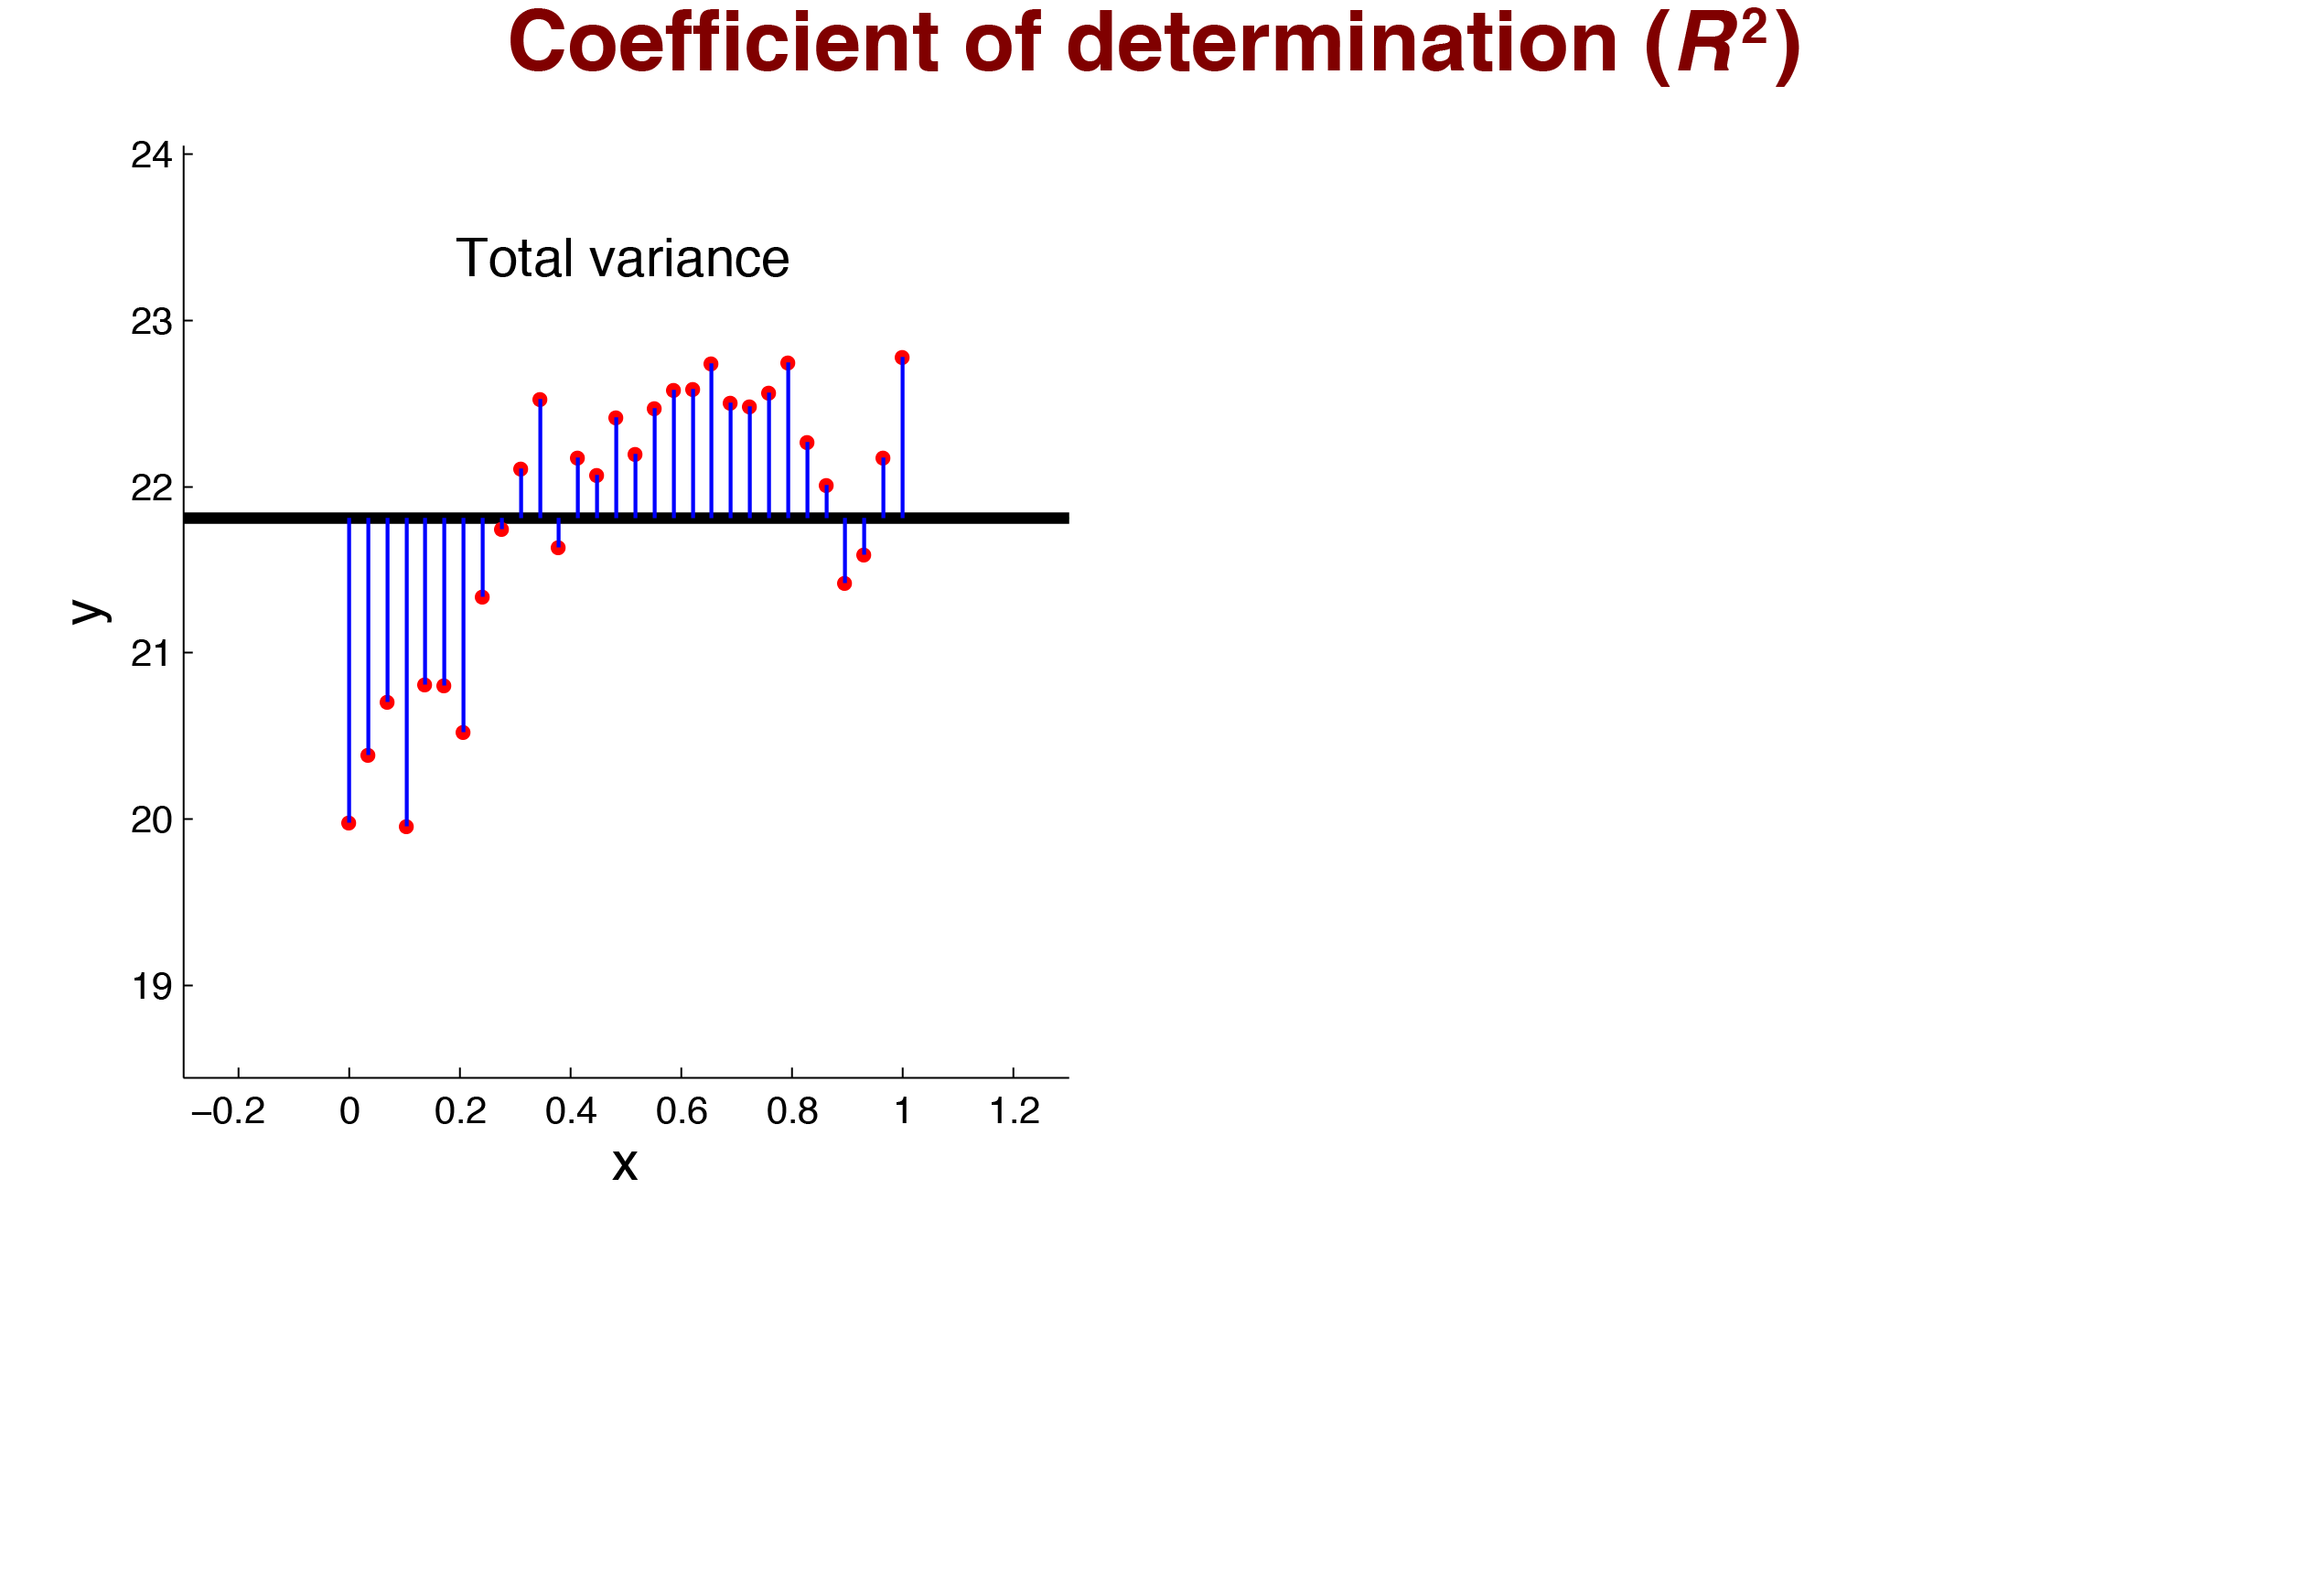 Coefficient of determination (R²)
Total variance
24
23
22
21
20
19
y
–0.2 0 0.2 0.4 0.6 0.8 1 1.2
x